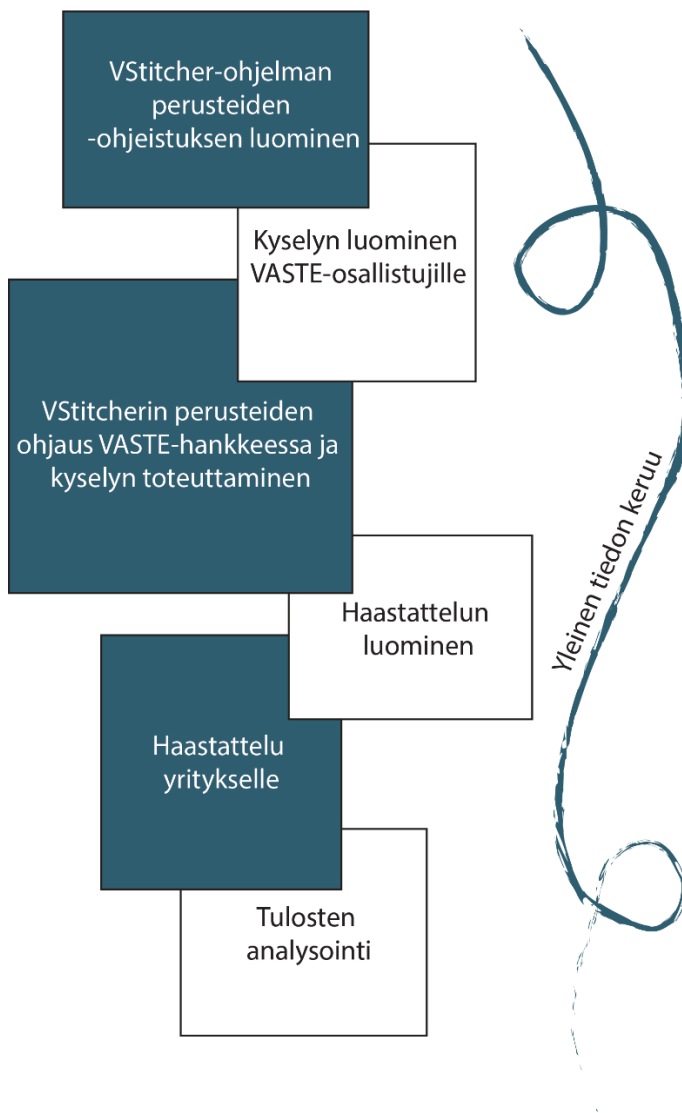 VStitcher-ohjelman
perusteiden
-ohjeistuksen luominen
Kyselyn luominen
VASTE-osallistujille
VStitcherin perusteiden
ohjaus VASTE-hankkeessa ja
kyselyn toteuttaminen
Haastattelun
luominen
Haastattelu
yritykselle
Tulosten
analysointi
Yleinen tiedon keruu